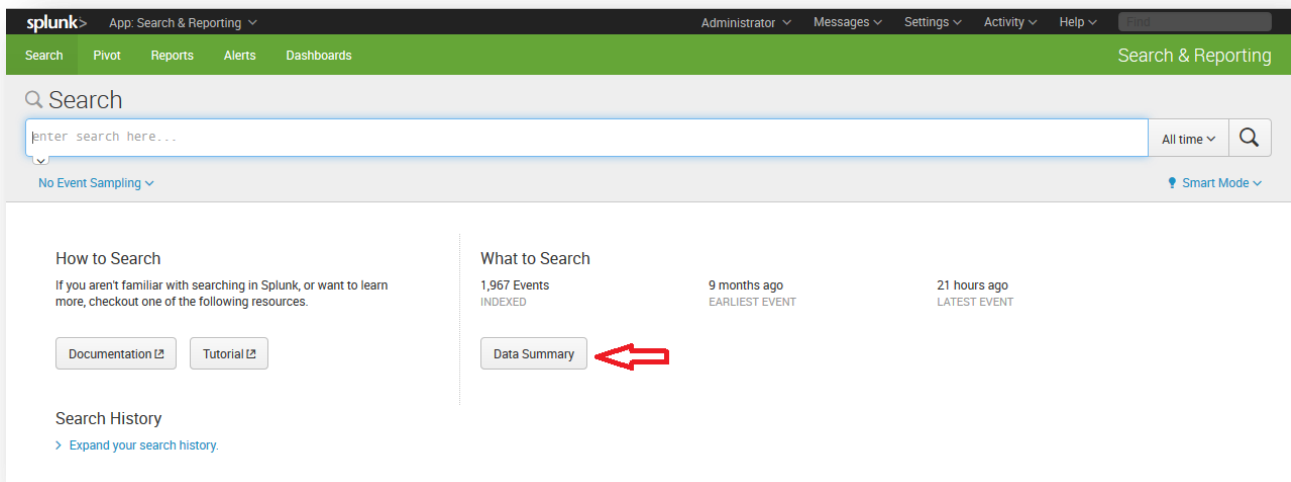 splunk> App: Search & Reporting Administrator Messages Settings Activity Help Find
Search Pivot Reports Alerts Dashboards Search & Reporting
Search
enter search here... All time
No Event Sampling Smart Mode
How to Search
If you aren't familiar with searching in Splunk, or want to learn
more, checkout one of the following resources.
Documentation Tutorial
What to Search
1,967 Events 9 months ago 21 hours ago
INDEXED EARLIEST EVENT LATEST EVENT
Data Summary
Search History
> Expand your search history.